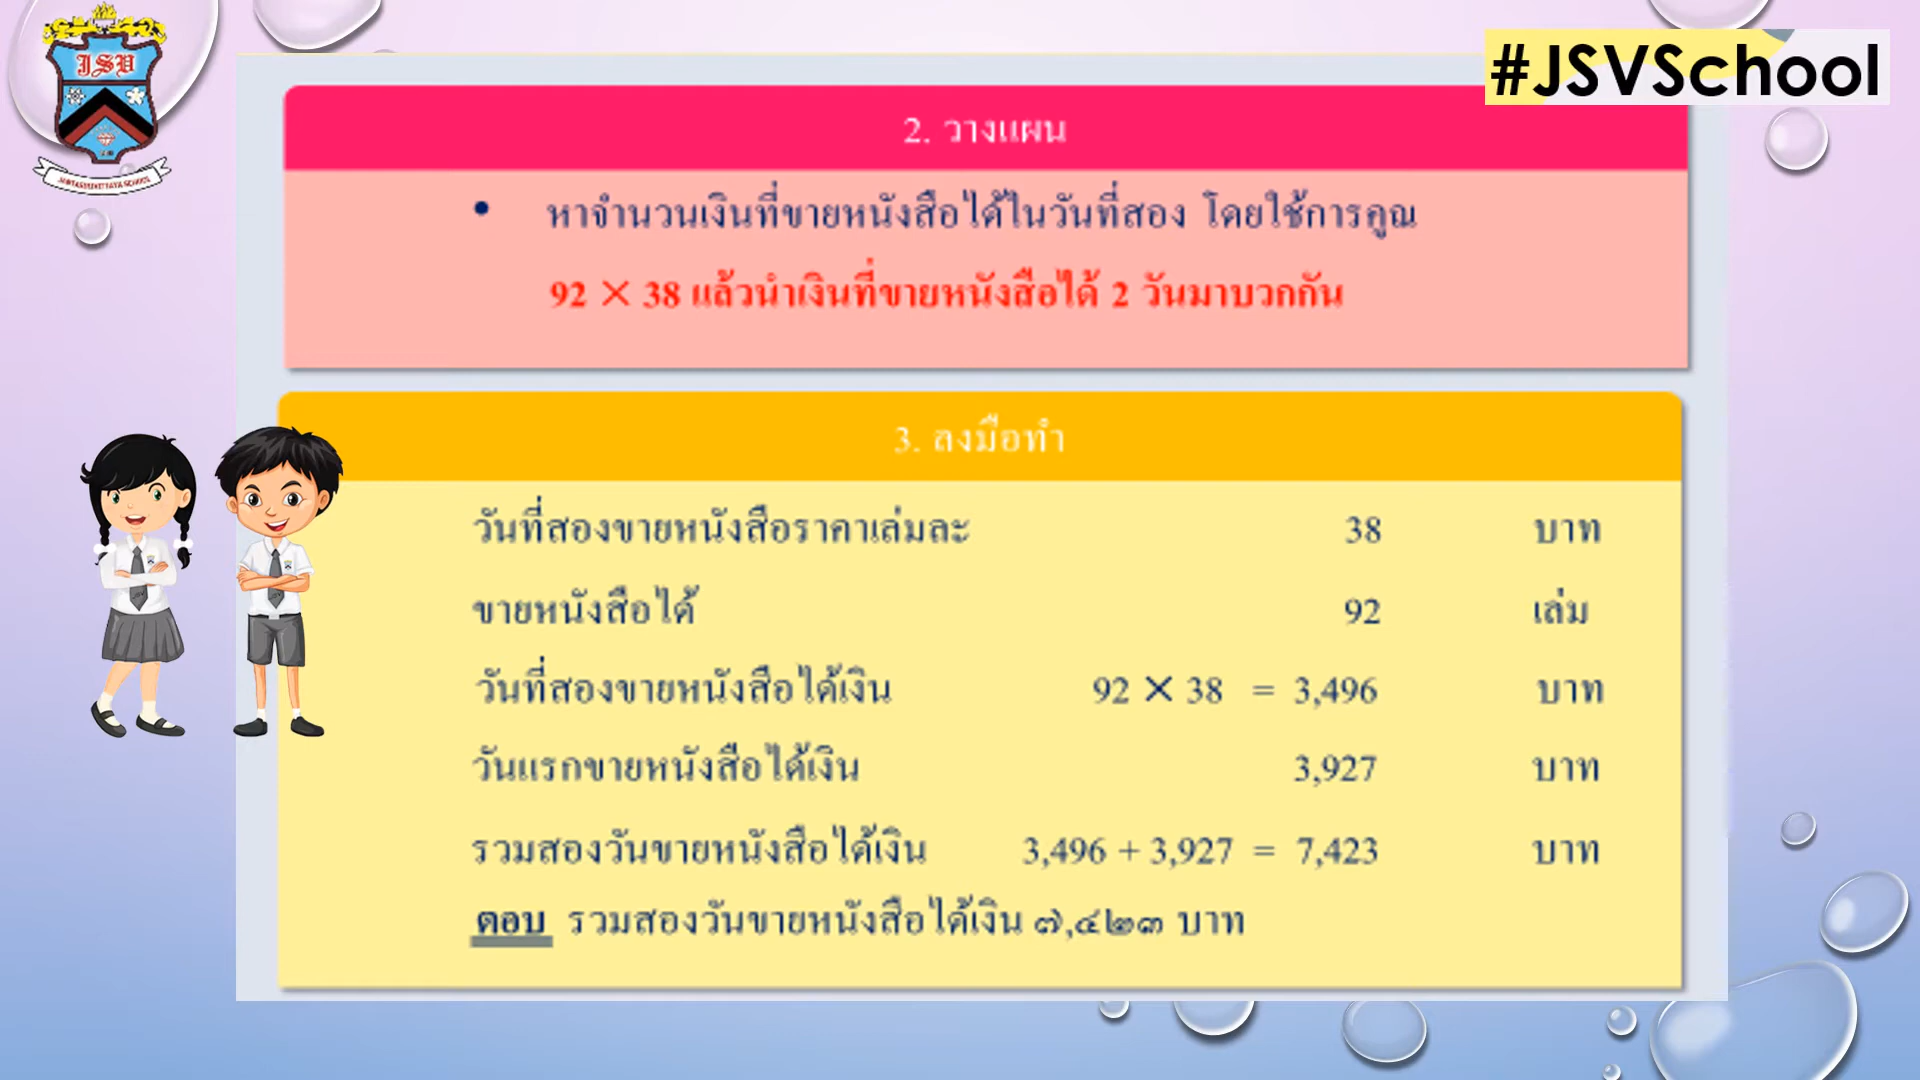 JSV
#JSVSchool
2. วางแผน
• หาจำนวนเงินที่ขายหนังสือได้ในวันที่สอง โดยใช้การคูณ
92 × 38 แล้วนำเงินที่ขายหนังสือได้ 2 วันมาบวกกัน
3. ลงมือทำ
วันที่สองขายหนังสือราคาเล่มละ 38 บาท
ขายหนังสือได้ 92 เล่ม
วันที่สองขายหนังสือได้เงิน 92 × 38 = 3,496 บาท
วันแรกขายหนังสือได้เงิน 3,927 บาท
รวมสองวันขายหนังสือได้เงิน 3,496 + 3,927 = 7,423 บาท
ตอบ รวมสองวันขายหนังสือได้เงิน ๗,๔๒๓ บาท